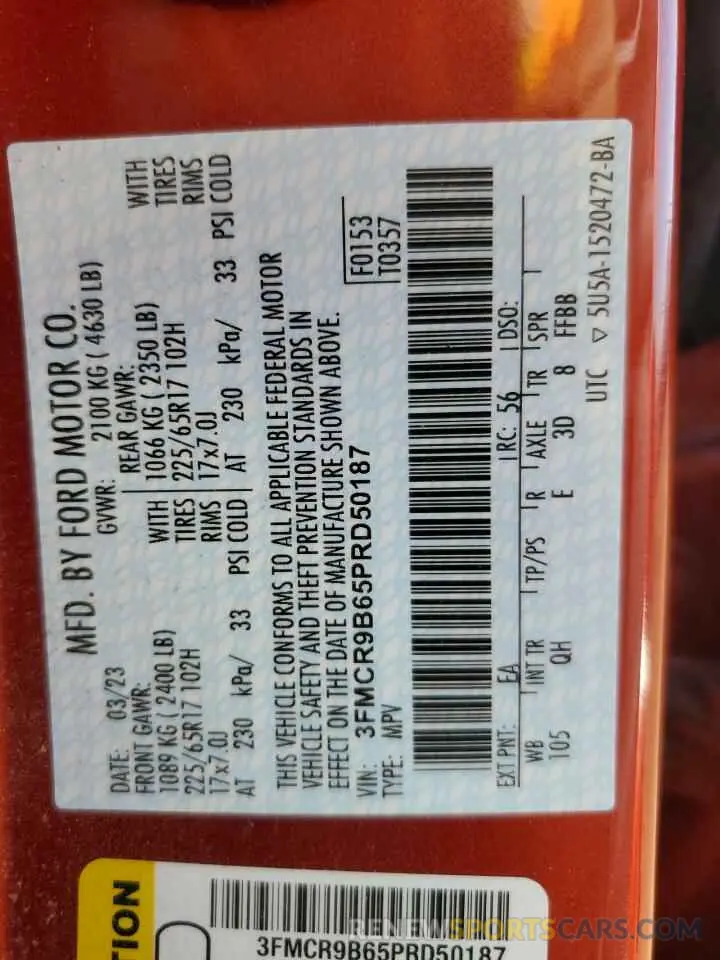 MFD. BY FORD MOTOR CO.
DATE: 03/23 GVWR: 2100 KG ( 4630 LB)
FRONT GAWR: REAR GAWR:
1089 KG ( 2400 LB) WITH 1066 KG ( 2350 LB) WITH
225/65R17 102H TIRES 225/65R17 102H TIRES
17x7.0J RIMS 17x7.0J RIMS
AT 230 kPa/ 33 PSI COLD AT 230 kPa/ 33 PSI COLD
THIS VEHICLE CONFORMS TO ALL APPLICABLE FEDERAL MOTOR
VEHICLE SAFETY AND THEFT PREVENTION STANDARDS IN
EFFECT ON THE DATE OF MANUFACTURE SHOWN ABOVE.
VIN: 3FMCR9B65PRD50187 F0153
TYPE: MPV T0357
EXT PNT: EA RC: 56 DSO:
WB INT TR TP/PS R AXLE TR SPR
105 QH E 3D 8 FFBB
UTC ▽ 5U5A-1520472-BA
TION
3FMCR9B65PRD50187
RENEWSPORTSCARS.COM